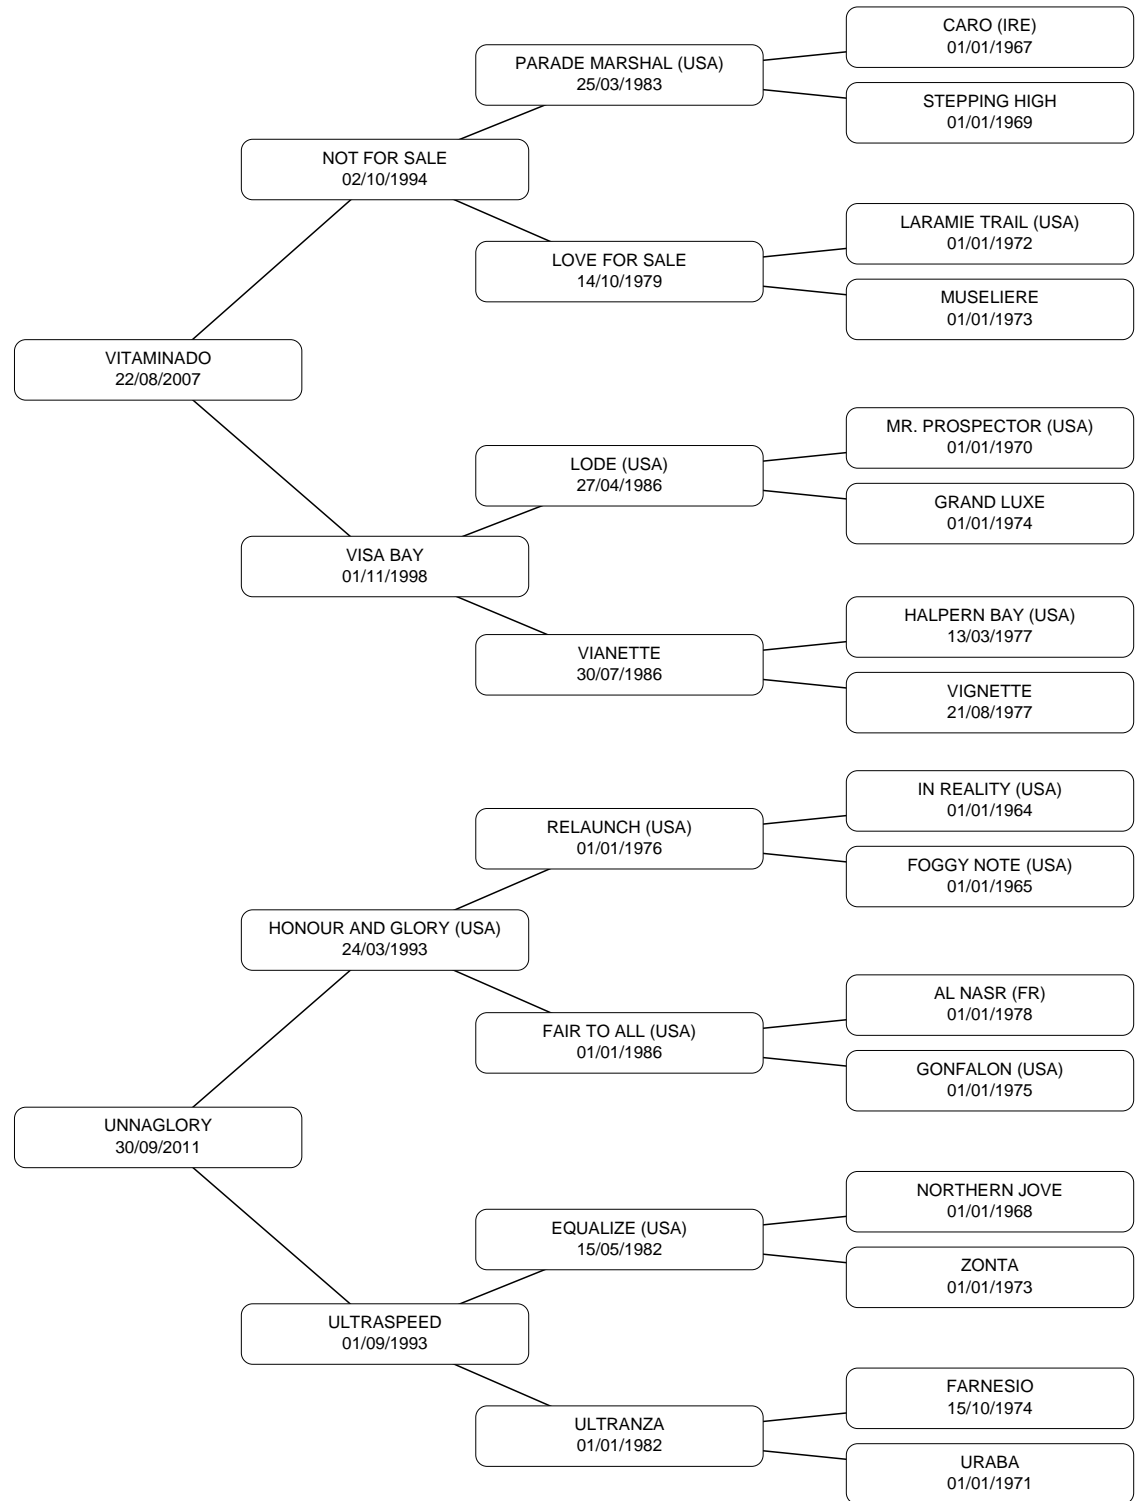 CARO (IRE)
01/01/1967
PARADE MARSHAL (USA)
25/03/1983
STEPPING HIGH
01/01/1969
NOT FOR SALE
02/10/1994
LARAMIE TRAIL (USA)
01/01/1972
LOVE FOR SALE
14/10/1979
MUSELIERE
01/01/1973
VITAMINADO
22/08/2007
MR. PROSPECTOR (USA)
01/01/1970
LODE (USA)
27/04/1986
GRAND LUXE
01/01/1974
VISA BAY
01/11/1998
HALPERN BAY (USA)
13/03/1977
VIANETTE
30/07/1986
VIGNETTE
21/08/1977
IN REALITY (USA)
01/01/1964
RELAUNCH (USA)
01/01/1976
FOGGY NOTE (USA)
01/01/1965
HONOUR AND GLORY (USA)
24/03/1993
AL NASR (FR)
01/01/1978
FAIR TO ALL (USA)
01/01/1986
GONFALON (USA)
01/01/1975
UNNAGLORY
30/09/2011
NORTHERN JOVE
01/01/1968
EQUALIZE (USA)
15/05/1982
ZONTA
01/01/1973
ULTRASPEED
01/09/1993
FARNESIO
15/10/1974
ULTRANZA
01/01/1982
URABA
01/01/1971